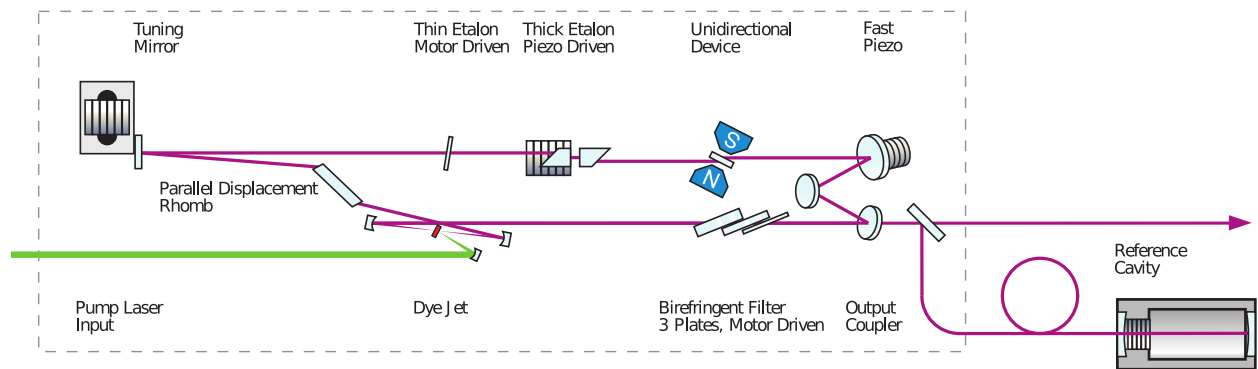 Tuning
Mirror
Thin Etalon
Motor Driven
Thick Etalon
Piezo Driven
Unidirectional
Device
Fast
Piezo
S
N
Parallel Displacement
Rhomb
Reference
Cavity
Pump Laser
Input
Dye Jet
Birefringent Filter
3 Plates, Motor Driven
Output
Coupler